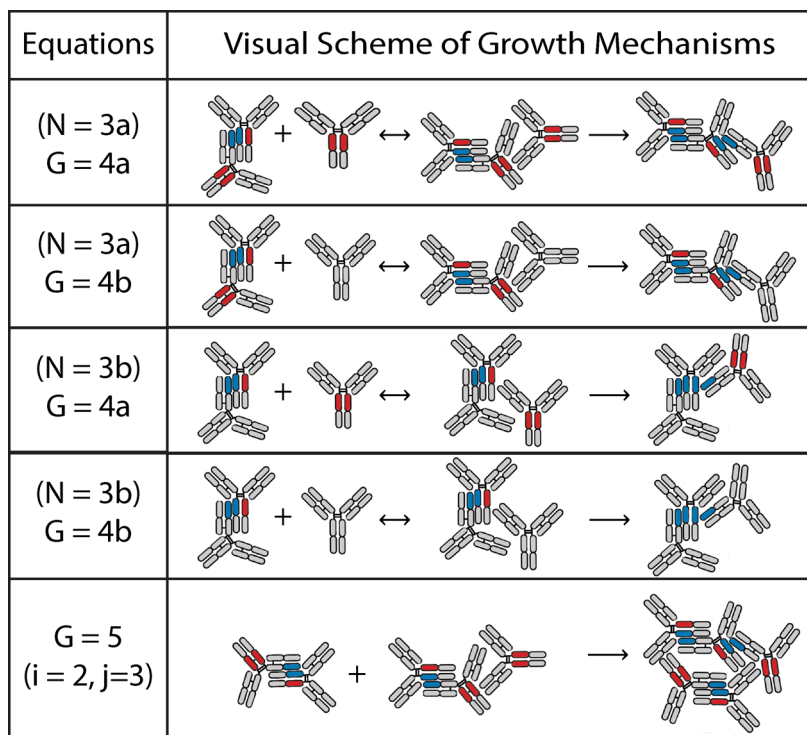 Equations
Visual Scheme of Growth Mechanisms
(N = 3a)
G = 4a
+
↔
→
(N = 3a)
G = 4b
+
↔
→
(N = 3b)
G = 4a
+
↔
→
(N = 3b)
G = 4b
+
↔
→
G = 5
(i = 2, j=3)
+
→